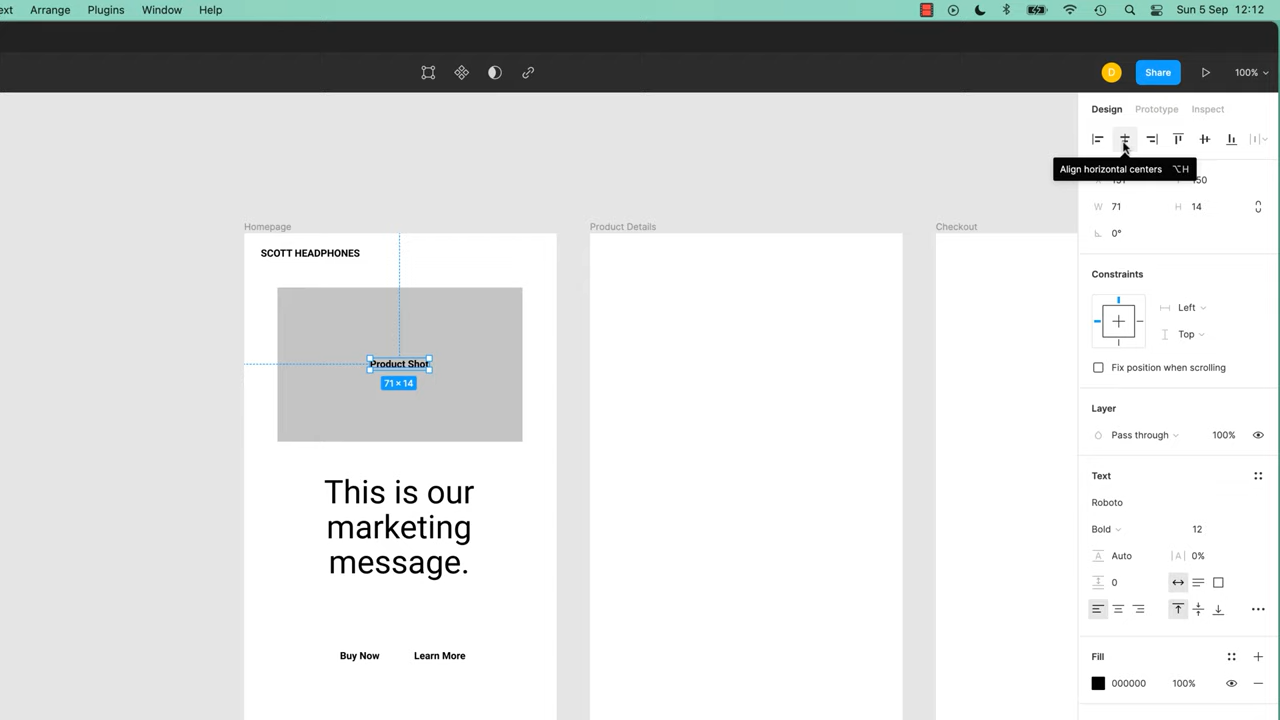 Arrange Plugins Window Help Sun 5 Sep 12:12
D Share 100%
Design Prototype Inspect
Align horizontal centers ⌥H
W 71 H 14
0°
Homepage Product Details Checkout
SCOTT HEADPHONES
Constraints
Left
Top
Product Shot
71 × 14
Fix position when scrolling
Layer
Pass through 100%
Text
This is our
marketing
message.
Roboto
Bold 12
A Auto |A| 0%
0
Buy Now Learn More
Fill
000000 100%